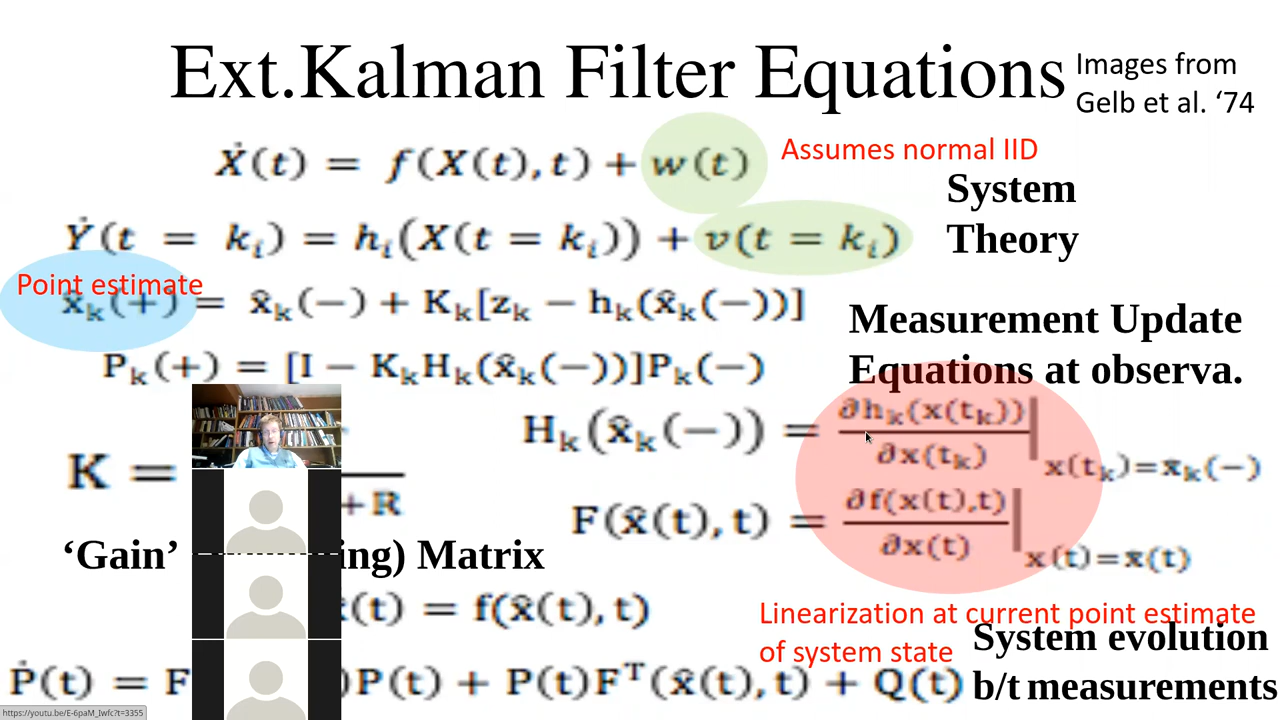 Ext.Kalman Filter Equations
Images from
Gelb et al. ‘74
Ẋ(t) = f(X(t), t) + w(t)
Assumes normal IID
System
Theory
Ẏ(t = kᵢ) = hᵢ(X(t = kᵢ)) + v(t = kᵢ)
Point estimate
x̂ₖ(+) = x̂ₖ(−) + Kₖ[zₖ − hₖ(x̂ₖ(−))]
Measurement Update
Equations at observa.
Pₖ(+) = [I − KₖHₖ(x̂ₖ(−))]Pₖ(−)
Hₖ(x̂ₖ(−)) = ∂hₖ(x(tₖ))/∂x(tₖ) | x(tₖ)=x̂ₖ(−)
K =
+ R
F(x̂(t), t) = ∂f(x(t),t)/∂x(t) | x(t)=x̂(t)
‘Gain’ ing) Matrix
(t) = f(x̂(t), t)
Linearization at current point estimate
of system state
System evolution
b/t measurements
Ṗ(t) = F )P(t) + P(t)Fᵀ(x̂(t), t) + Q(t)
https://youtu.be/E-6paM_Iwfc?t=3355